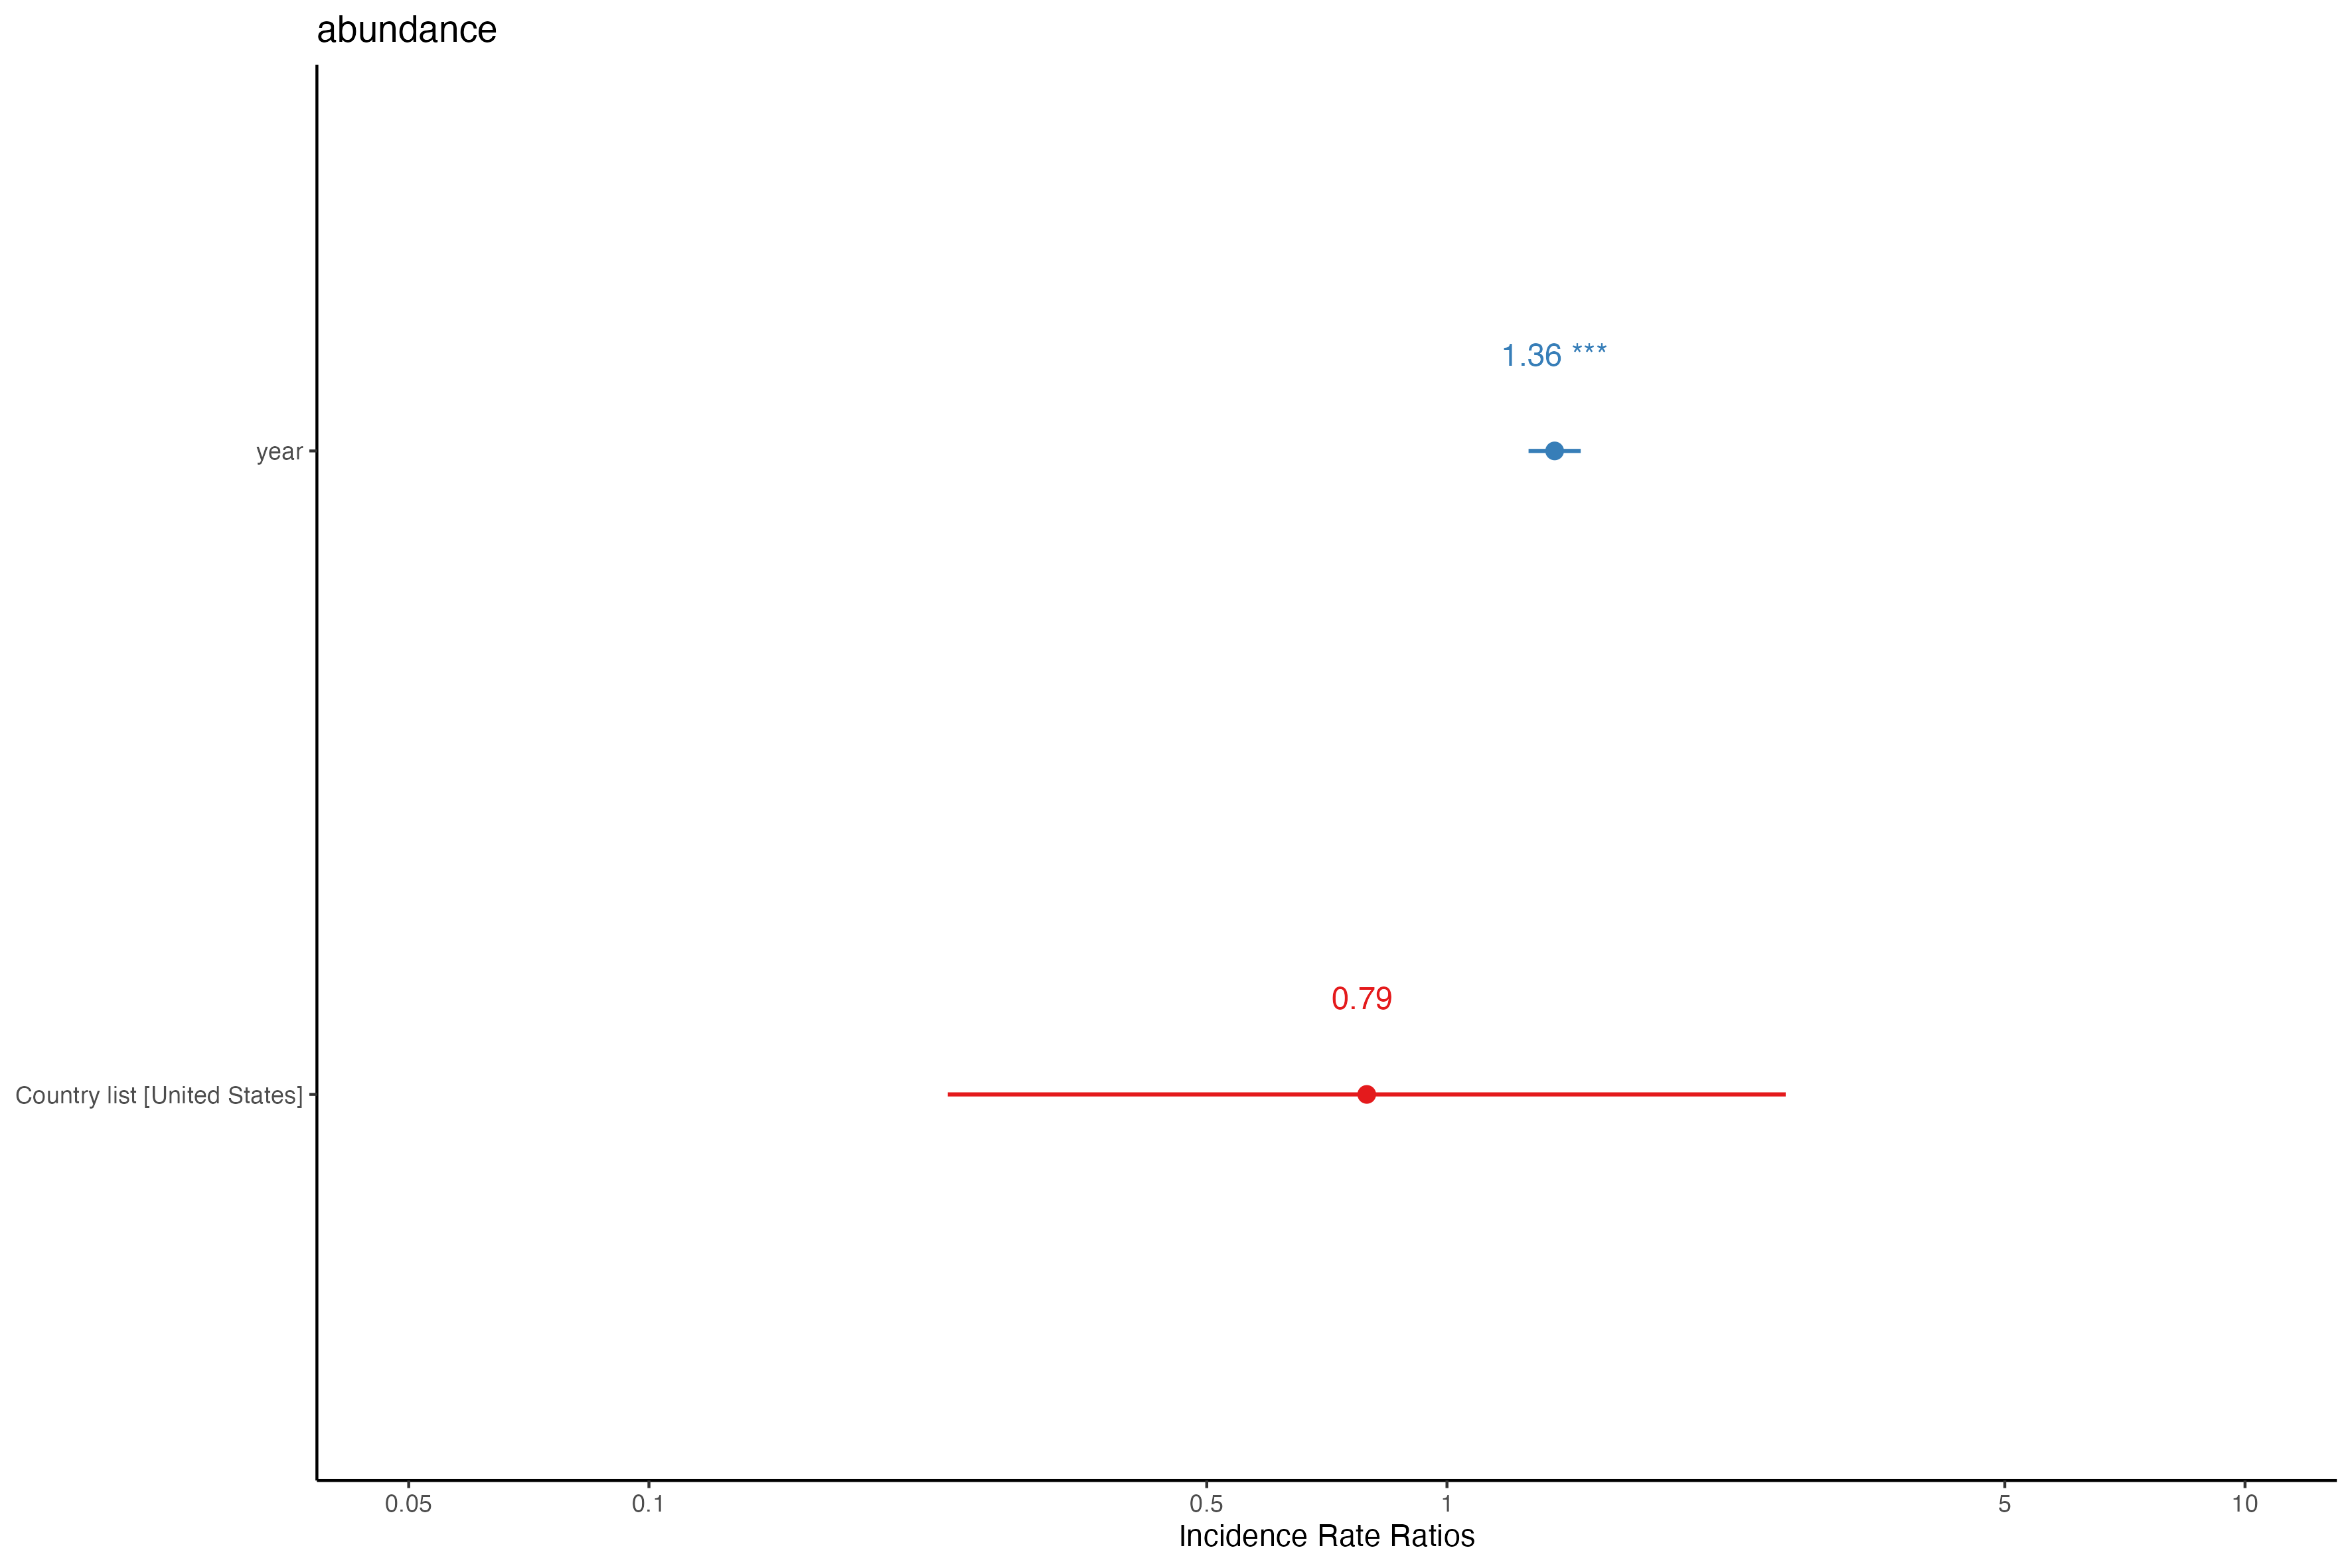 abundance
1.36 ***
year
0.79
Country list [United States]
0.05
0.1
0.5
1
5
10
Incidence Rate Ratios